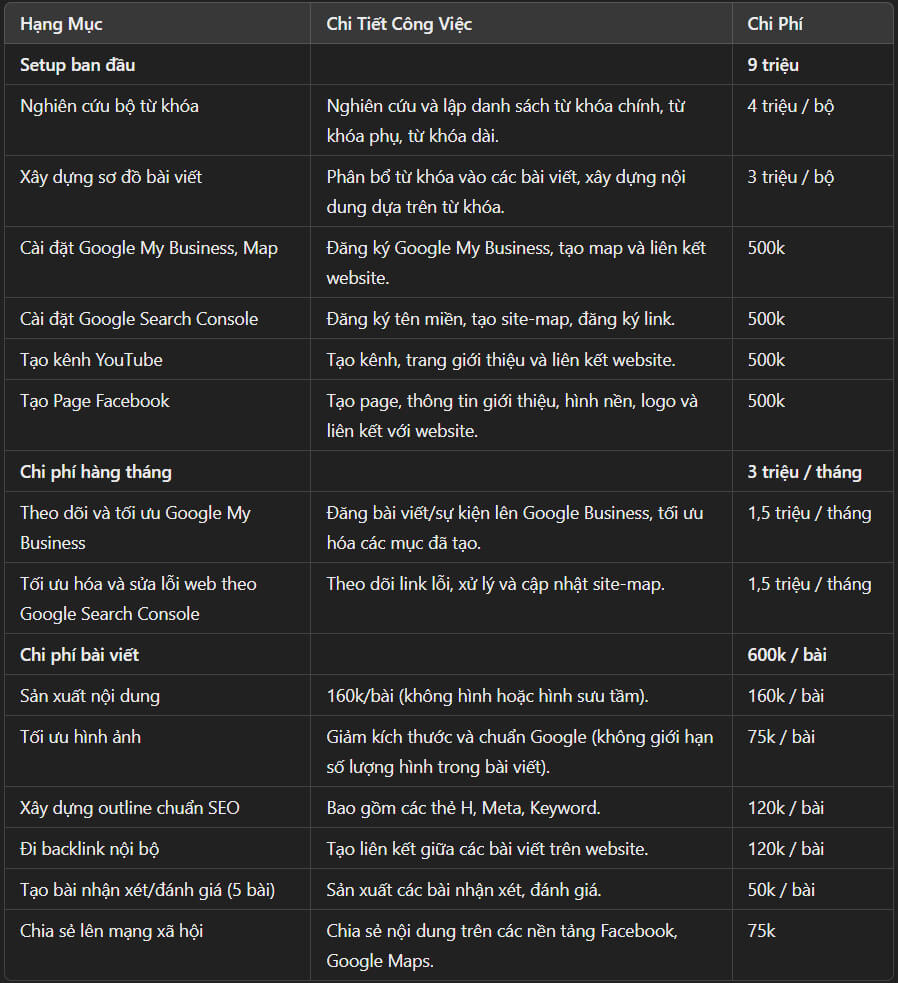 Hạng Mục Chi Tiết Công Việc Chi Phí
Setup ban đầu 9 triệu
Nghiên cứu bộ từ khóa Nghiên cứu và lập danh sách từ khóa chính, từ 4 triệu / bộ
khóa phụ, từ khóa dài.
Xây dựng sơ đồ bài viết Phân bổ từ khóa vào các bài viết, xây dựng nội 3 triệu / bộ
dung dựa trên từ khóa.
Cài đặt Google My Business, Map Đăng ký Google My Business, tạo map và liên kết 500k
website.
Cài đặt Google Search Console Đăng ký tên miền, tạo site-map, đăng ký link. 500k
Tạo kênh YouTube Tạo kênh, trang giới thiệu và liên kết website. 500k
Tạo Page Facebook Tạo page, thông tin giới thiệu, hình nền, logo và 500k
liên kết với website.
Chi phí hàng tháng 3 triệu / tháng
Theo dõi và tối ưu Google My Đăng bài viết/sự kiện lên Google Business, tối ưu 1,5 triệu / tháng
Business hóa các mục đã tạo.
Tối ưu hóa và sửa lỗi web theo Theo dõi link lỗi, xử lý và cập nhật site-map. 1,5 triệu / tháng
Google Search Console
Chi phí bài viết 600k / bài
Sản xuất nội dung 160k/bài (không hình hoặc hình sưu tầm). 160k / bài
Tối ưu hình ảnh Giảm kích thước và chuẩn Google (không giới hạn 75k / bài
số lượng hình trong bài viết).
Xây dựng outline chuẩn SEO Bao gồm các thẻ H, Meta, Keyword. 120k / bài
Đi backlink nội bộ Tạo liên kết giữa các bài viết trên website. 120k / bài
Tạo bài nhận xét/đánh giá (5 bài) Sản xuất các bài nhận xét, đánh giá. 50k / bài
Chia sẻ lên mạng xã hội Chia sẻ nội dung trên các nền tảng Facebook, 75k
Google Maps.